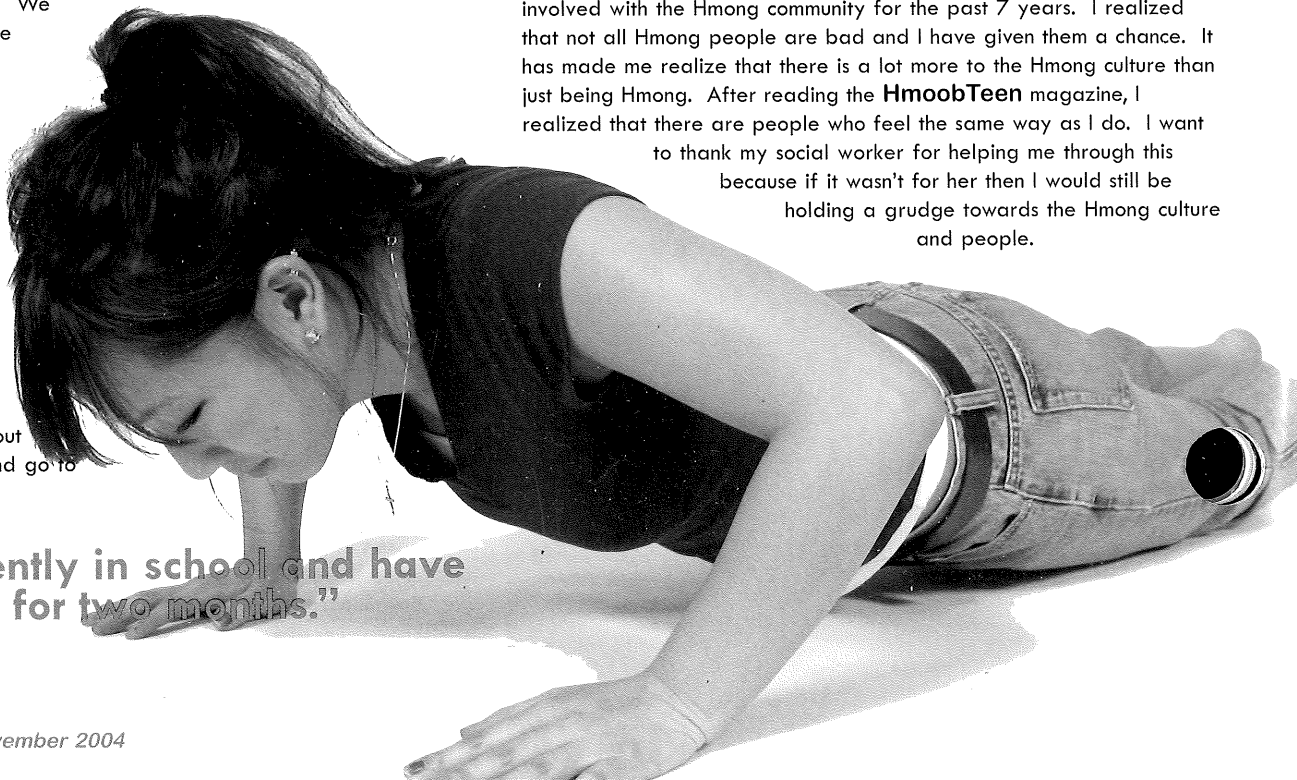 We
e
involved with the Hmong community for the past 7 years. I realized
that not all Hmong people are bad and I have given them a chance. It
has made me realize that there is a lot more to the Hmong culture than
just being Hmong. After reading the HmoobTeen magazine, I
realized that there are people who feel the same way as I do. I want
to thank my social worker for helping me through this
because if it wasn't for her then I would still be
holding a grudge towards the Hmong culture
and people.
out
nd go to
ently in school and have
for two months.”
vember 2004